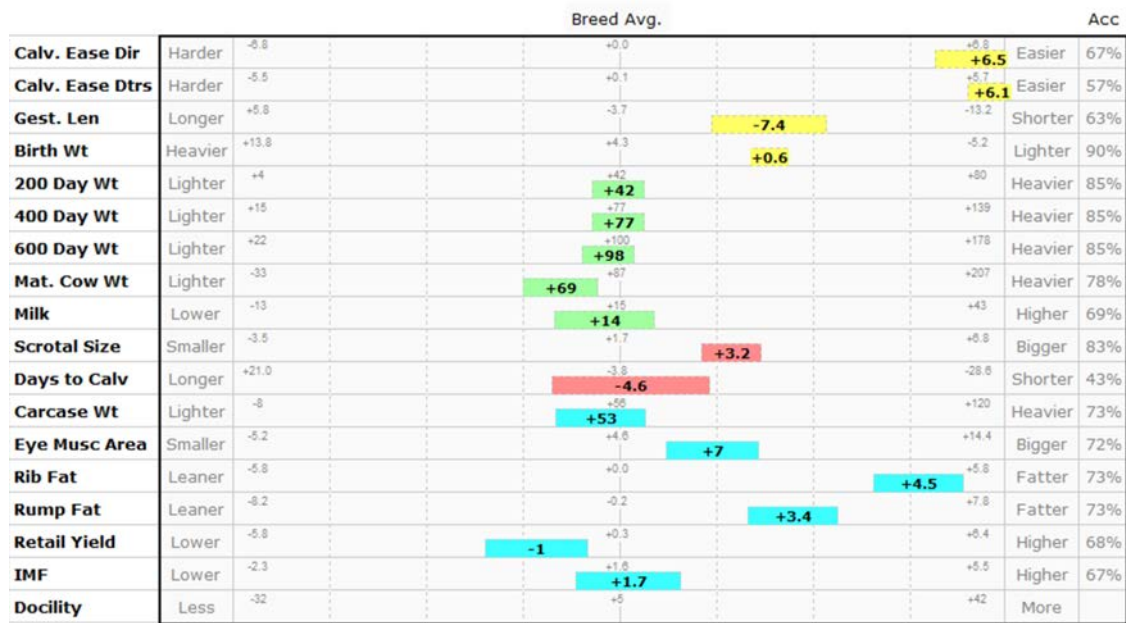 Breed Avg. Acc
Calv. Ease Dir Harder -6.8 +0.0 +6.8 +6.5 Easier 67%
Calv. Ease Dtrs Harder -5.5 +0.1 +5.7 +6.1 Easier 57%
Gest. Len Longer +5.8 -3.7 -7.4 -13.2 Shorter 63%
Birth Wt Heavier +13.8 +4.3 +0.6 -5.2 Lighter 90%
200 Day Wt Lighter +4 +42 +42 +80 Heavier 85%
400 Day Wt Lighter +15 +77 +77 +139 Heavier 85%
600 Day Wt Lighter +22 +100 +98 +178 Heavier 85%
Mat. Cow Wt Lighter -33 +69 +87 +207 Heavier 78%
Milk Lower -13 +15 +14 +43 Higher 69%
Scrotal Size Smaller -3.5 +1.7 +3.2 +6.8 Bigger 83%
Days to Calv Longer +21.0 -3.8 -4.6 -28.6 Shorter 43%
Carcase Wt Lighter -8 +56 +53 +120 Heavier 73%
Eye Musc Area Smaller -5.2 +4.6 +7 +14.4 Bigger 72%
Rib Fat Leaner -5.8 +0.0 +4.5 +5.8 Fatter 73%
Rump Fat Leaner -8.2 -0.2 +3.4 +7.8 Fatter 73%
Retail Yield Lower -5.8 -1 +0.3 +6.4 Higher 68%
IMF Lower -2.3 +1.6 +1.7 +5.5 Higher 67%
Docility Less -32 +5 +42 More